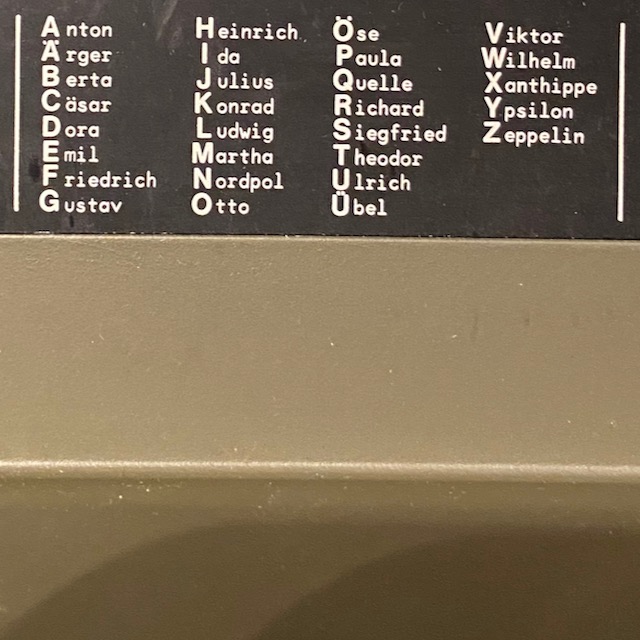 Anton
Ärger
Berta
Cäsar
Dora
Emil
Friedrich
Gustav
Heinrich
Ida
Julius
Konrad
Ludwig
Martha
Nordpol
Otto
Öse
Paula
Quelle
Richard
Siegfried
Theodor
Ulrich
Übel
Viktor
Wilhelm
Xanthippe
Ypsilon
Zeppelin